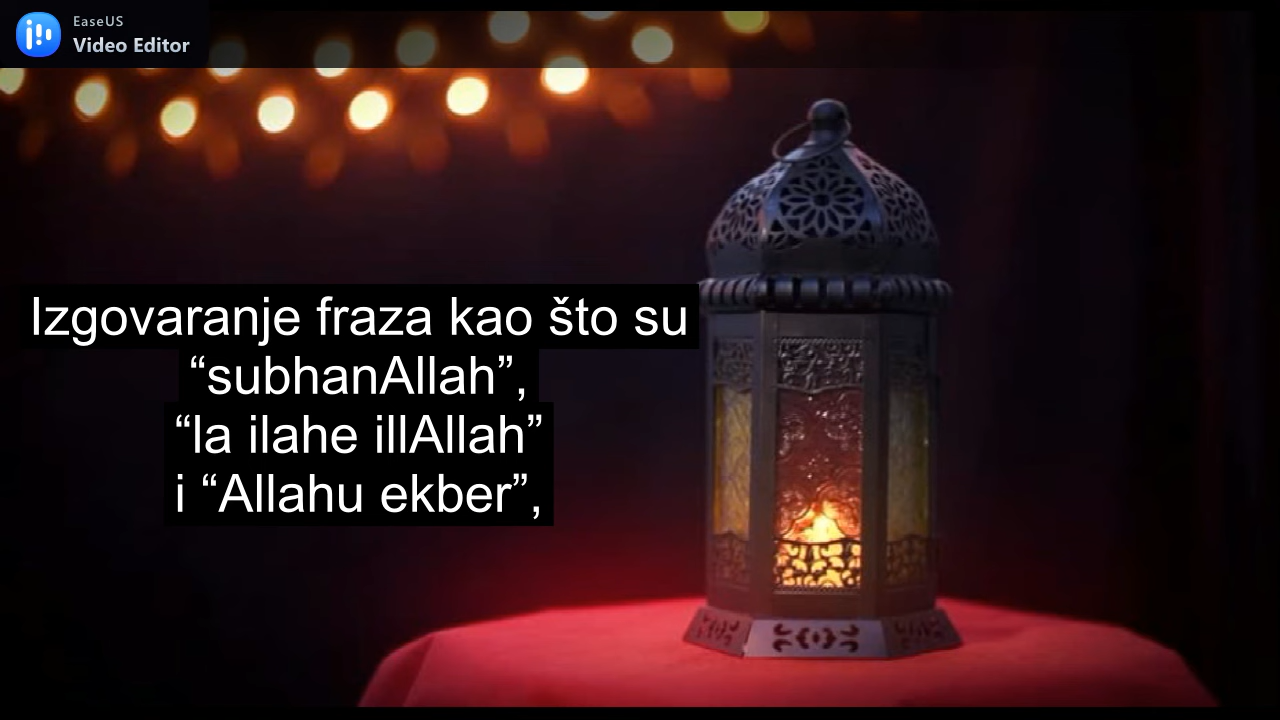 EaseUS
Video Editor
Izgovaranje fraza kao što su
“subhanAllah”,
“la ilahe illAllah”
i “Allahu ekber”,